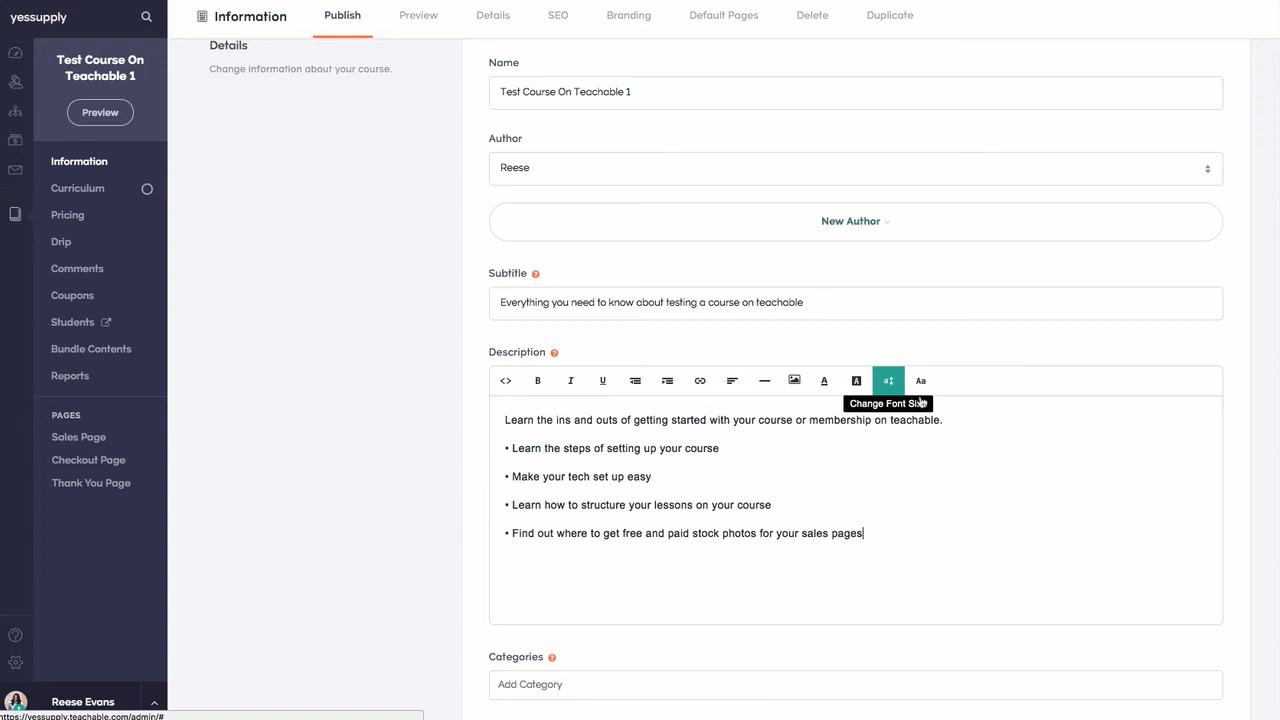 yessupply
Information
Publish
Preview
Details
SEO
Branding
Default Pages
Delete
Duplicate
Test Course On
Teachable 1
Preview
Information
Curriculum
Pricing
Drip
Comments
Coupons
Students
Bundle Contents
Reports
PAGES
Sales Page
Checkout Page
Thank You Page
Reese Evans
https://yessupply.teachable.com/admin/#
Details
Change information about your course.
Name
Test Course On Teachable 1
Author
Reese
New Author
Subtitle
Everything you need to know about testing a course on teachable
Description
<> B I U A A a Aa
Change Font Size
Learn the ins and outs of getting started with your course or membership on teachable.
• Learn the steps of setting up your course
• Make your tech set up easy
• Learn how to structure your lessons on your course
• Find out where to get free and paid stock photos for your sales pages
Categories
Add Category